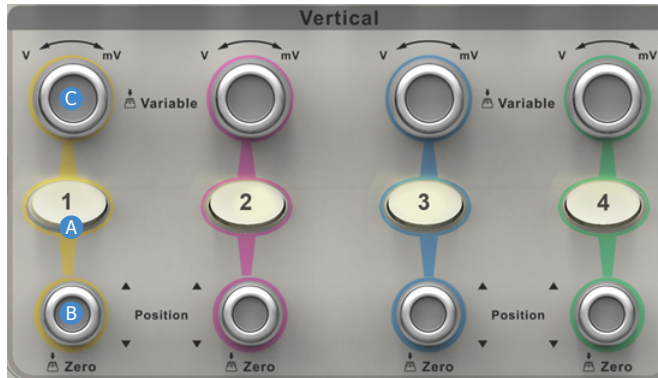 Vertical
V mV V mV V mV V mV
C
Variable Variable
1 2 3 4
A
B Position Position
Zero Zero Zero Zero